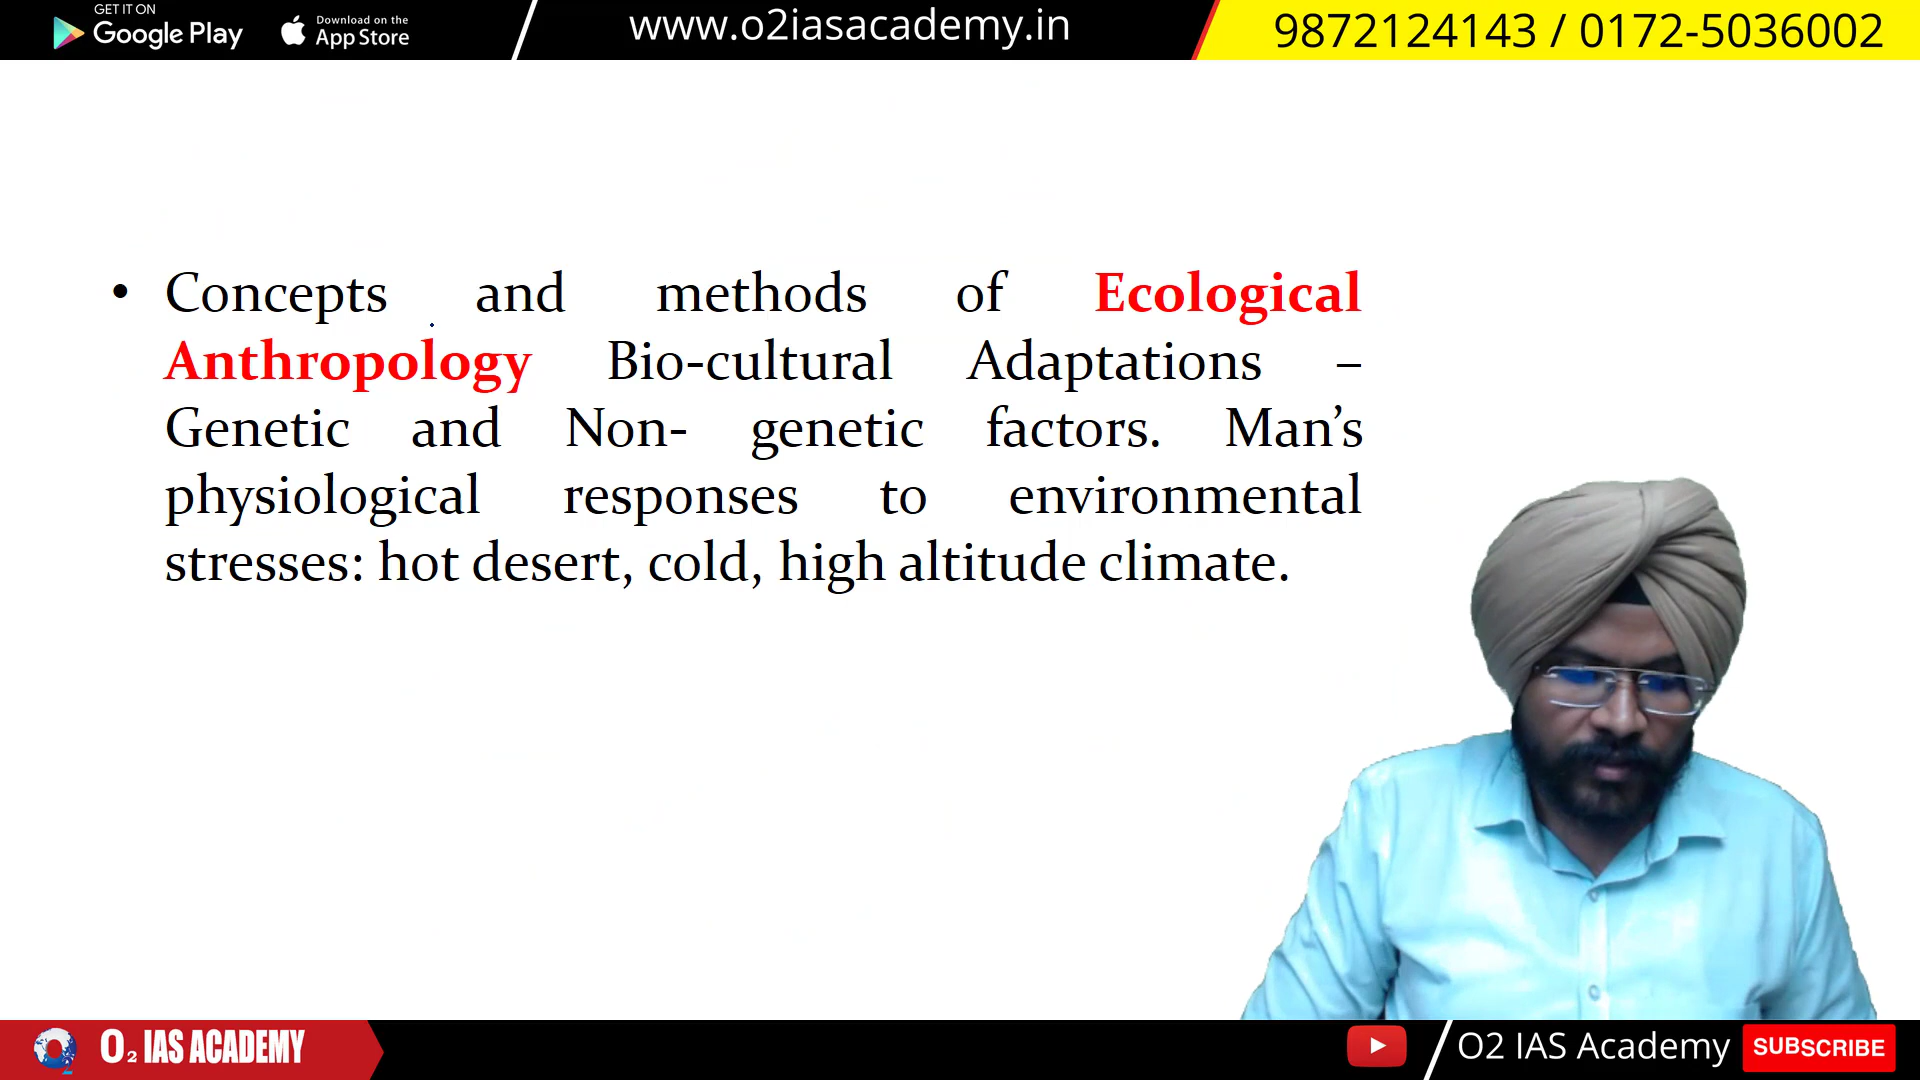 GET IT ON
Google Play
Download on the
App Store
www.o2iasacademy.in
9872124143 / 0172-5036002
• Concepts and methods of Ecological
Anthropology Bio-cultural Adaptations –
Genetic and Non- genetic factors. Man’s
physiological responses to environmental
stresses: hot desert, cold, high altitude climate.
O2 IAS ACADEMY
O2 IAS Academy
SUBSCRIBE